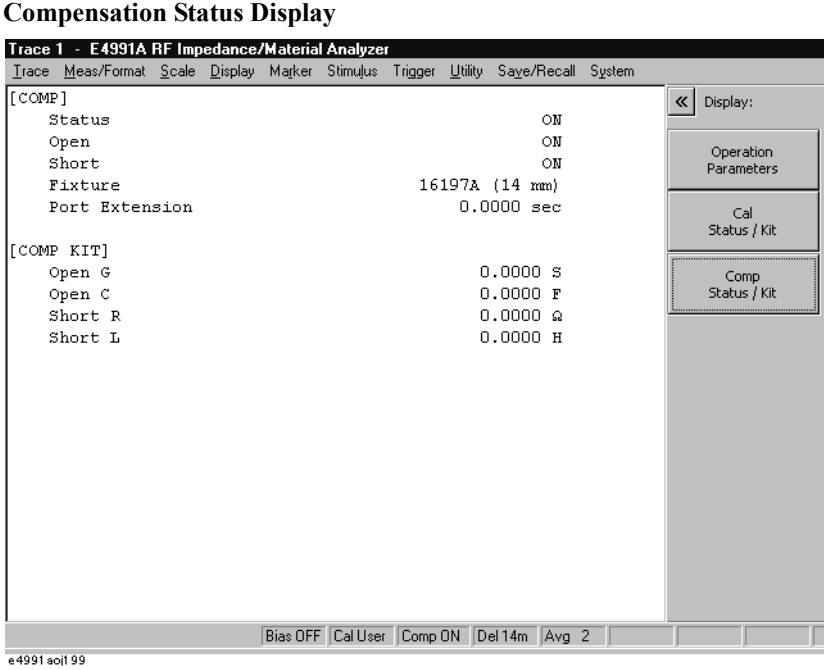 Compensation Status Display
Trace 1 - E4991A RF Impedance/Material Analyzer
Trace Meas/Format Scale Display Marker Stimulus Trigger Utility Save/Recall System
[COMP]
Status ON
Open ON
Short ON
Fixture 16197A (14 mm)
Port Extension 0.0000 sec
[COMP KIT]
Open G 0.0000 S
Open C 0.0000 F
Short R 0.0000 Ω
Short L 0.0000 H
« Display:
Operation
Parameters
Cal
Status / Kit
Comp
Status / Kit
Bias OFF Cal User Comp ON Del 14m Avg 2
e4991aoj199